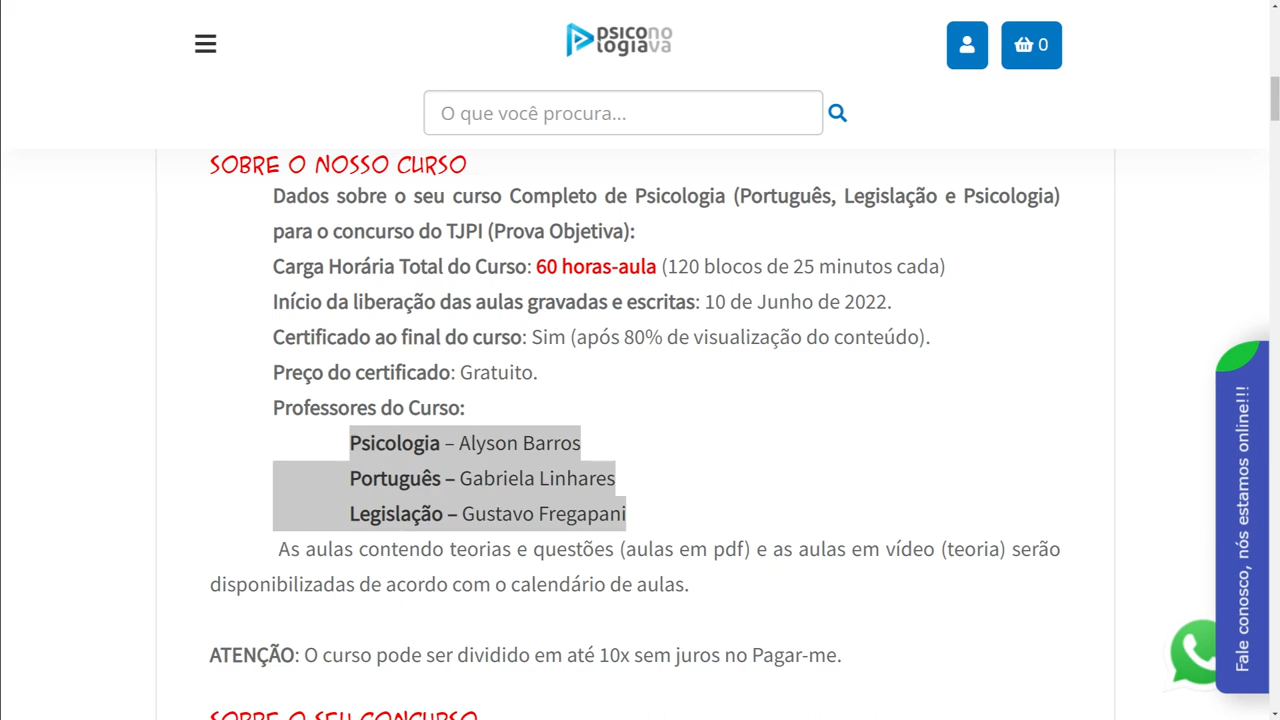 psicono
logiava
0
O que você procura...
SOBRE O NOSSO CURSO
Dados sobre o seu curso Completo de Psicologia (Português, Legislação e Psicologia)
para o concurso do TJPI (Prova Objetiva):
Carga Horária Total do Curso: 60 horas-aula (120 blocos de 25 minutos cada)
Início da liberação das aulas gravadas e escritas: 10 de Junho de 2022.
Certificado ao final do curso: Sim (após 80% de visualização do conteúdo).
Preço do certificado: Gratuito.
Professores do Curso:
Psicologia – Alyson Barros
Português – Gabriela Linhares
Legislação – Gustavo Fregapani
As aulas contendo teorias e questões (aulas em pdf) e as aulas em vídeo (teoria) serão
disponibilizadas de acordo com o calendário de aulas.
ATENÇÃO: O curso pode ser dividido em até 10x sem juros no Pagar-me.
SOBRE O SEU CONCURSO
Fale conosco, nós estamos online!!!